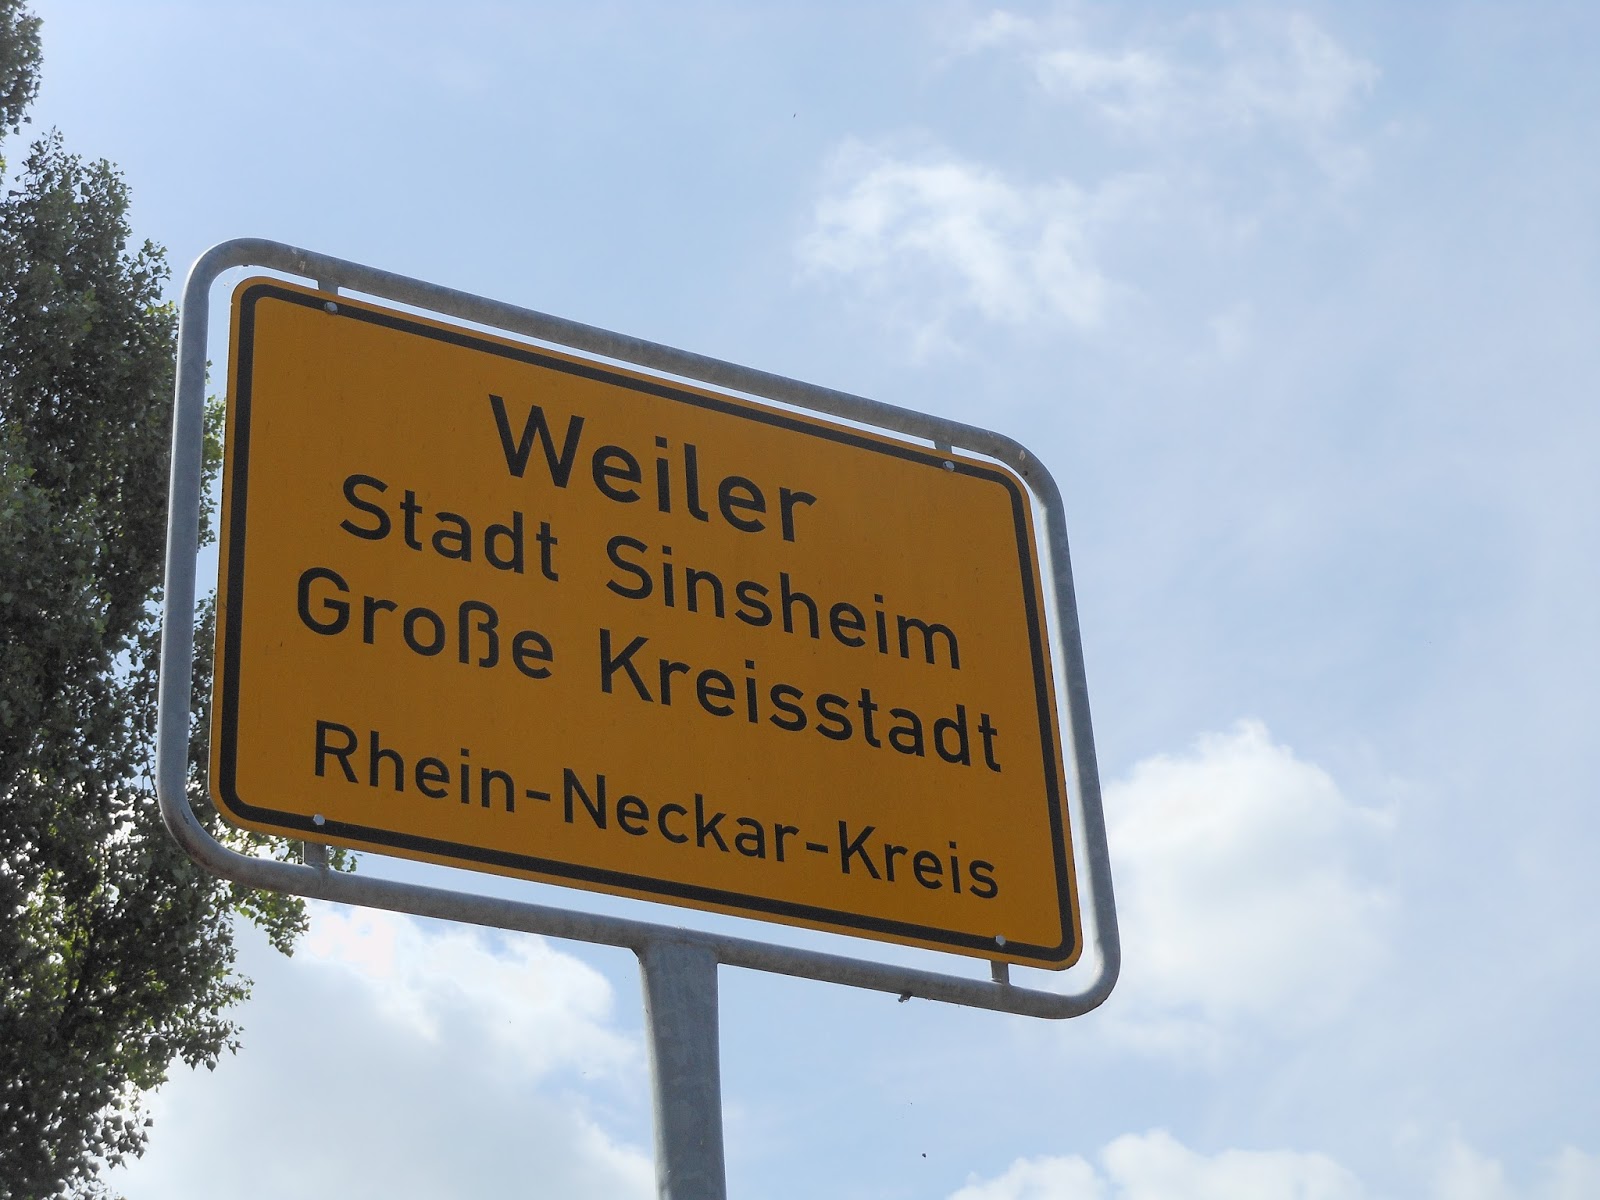 Weiler
Stadt Sinsheim
Große Kreisstadt
Rhein-Neckar-Kreis